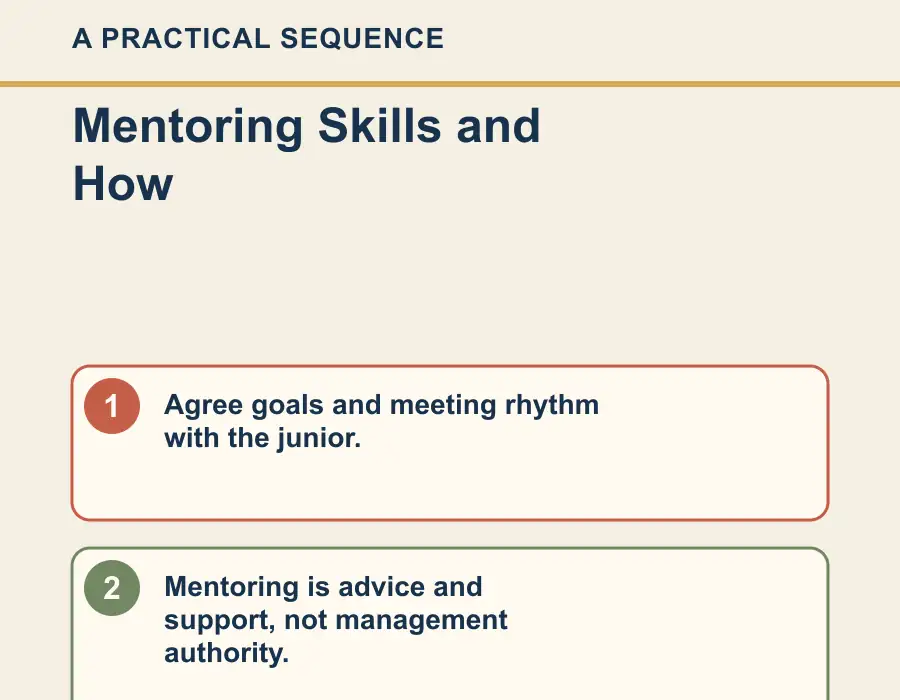 A PRACTICAL SEQUENCE
Mentoring Skills and
How
1
Agree goals and meeting rhythm
with the junior.
2
Mentoring is advice and
support, not management
authority.